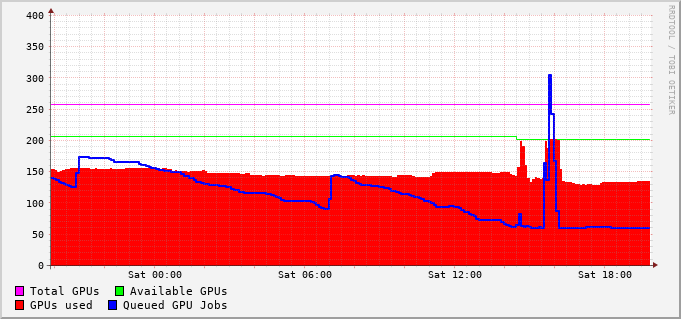 RRDTOOL / TOBI OETIKER
400
350
300
250
200
150
100
50
0
Sat 00:00 Sat 06:00 Sat 12:00 Sat 18:00
Total GPUs Available GPUs
GPUs used Queued GPU Jobs